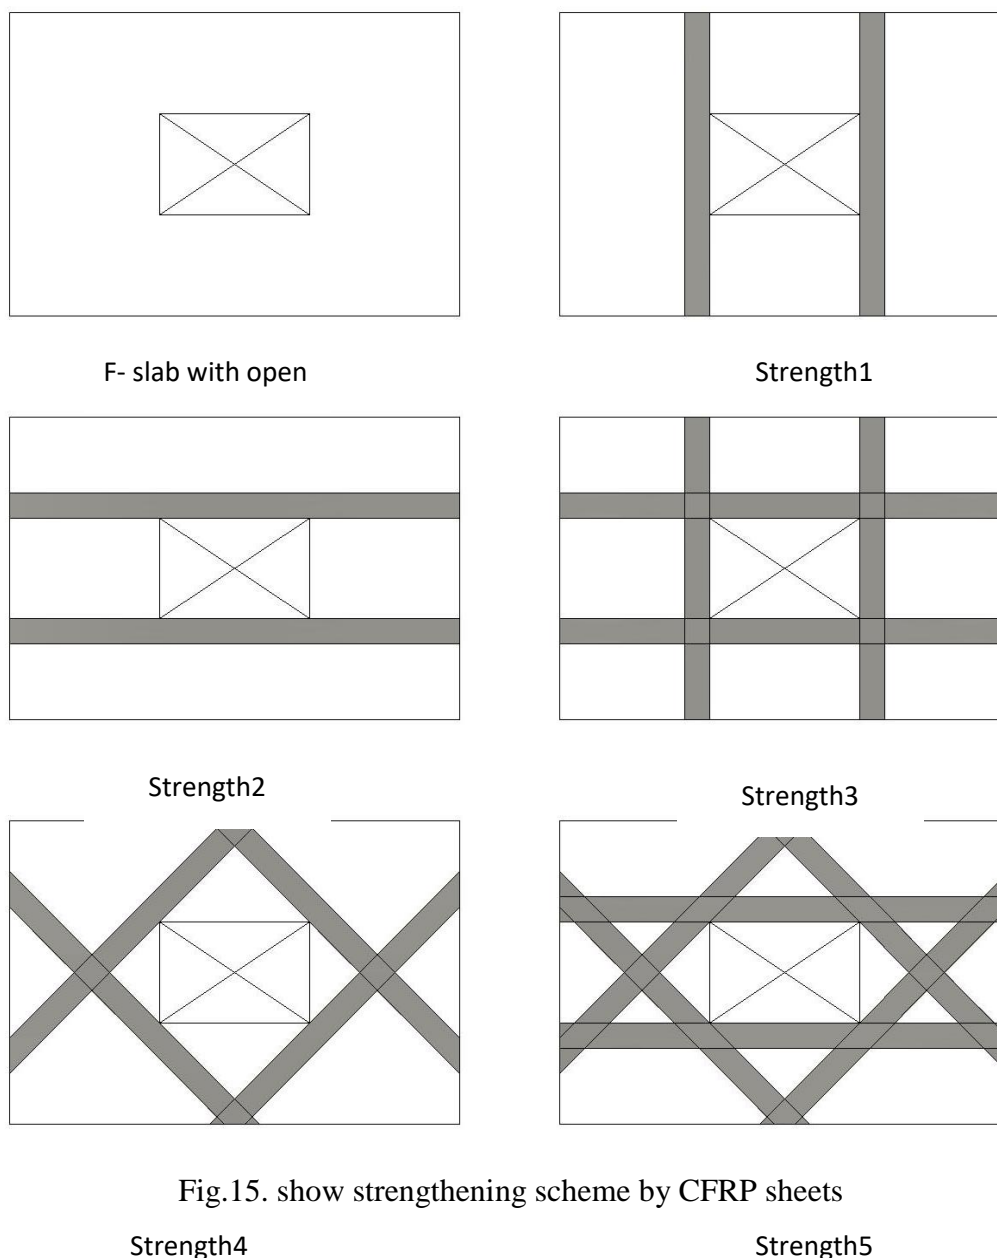 F- slab with open
Strength1
Strength2
Strength3
Fig.15. show strengthening scheme by CFRP sheets
Strength4
Strength5